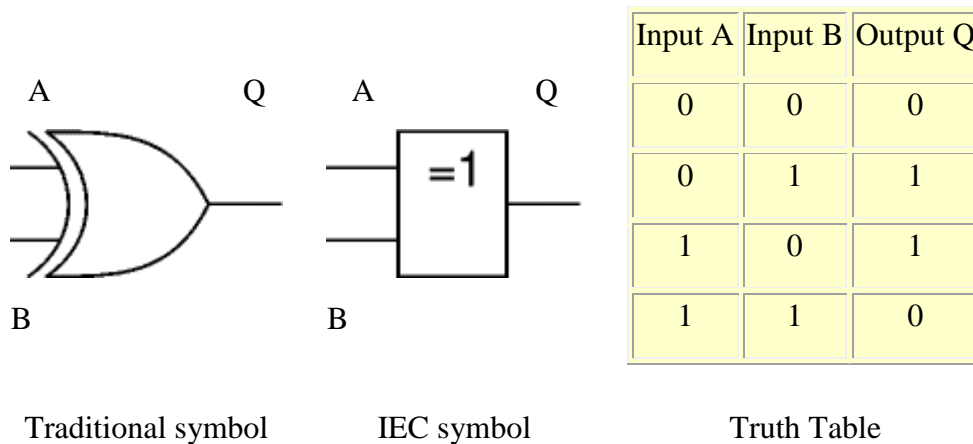 Input A Input B Output Q
A Q A Q
0 0 0
=1
0 1 1
1 0 1
B B
1 1 0
Traditional symbol IEC symbol Truth Table